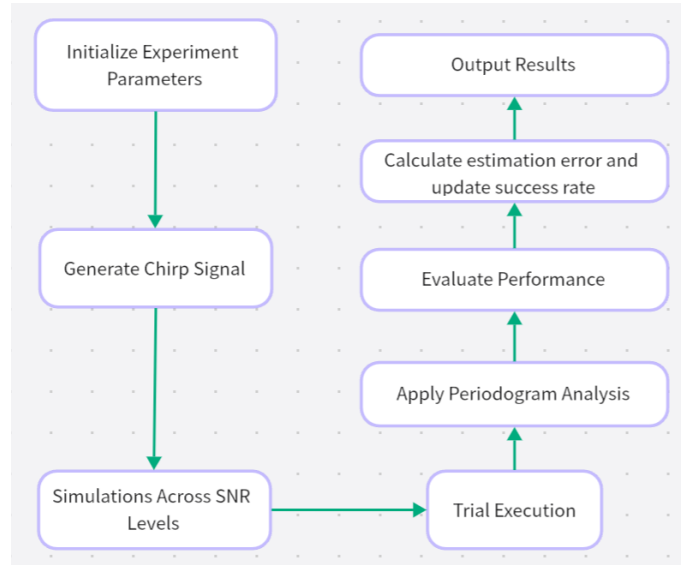 Initialize Experiment
Parameters
Generate Chirp Signal
Simulations Across SNR
Levels
Trial Execution
Apply Periodogram Analysis
Evaluate Performance
Calculate estimation error and
update success rate
Output Results